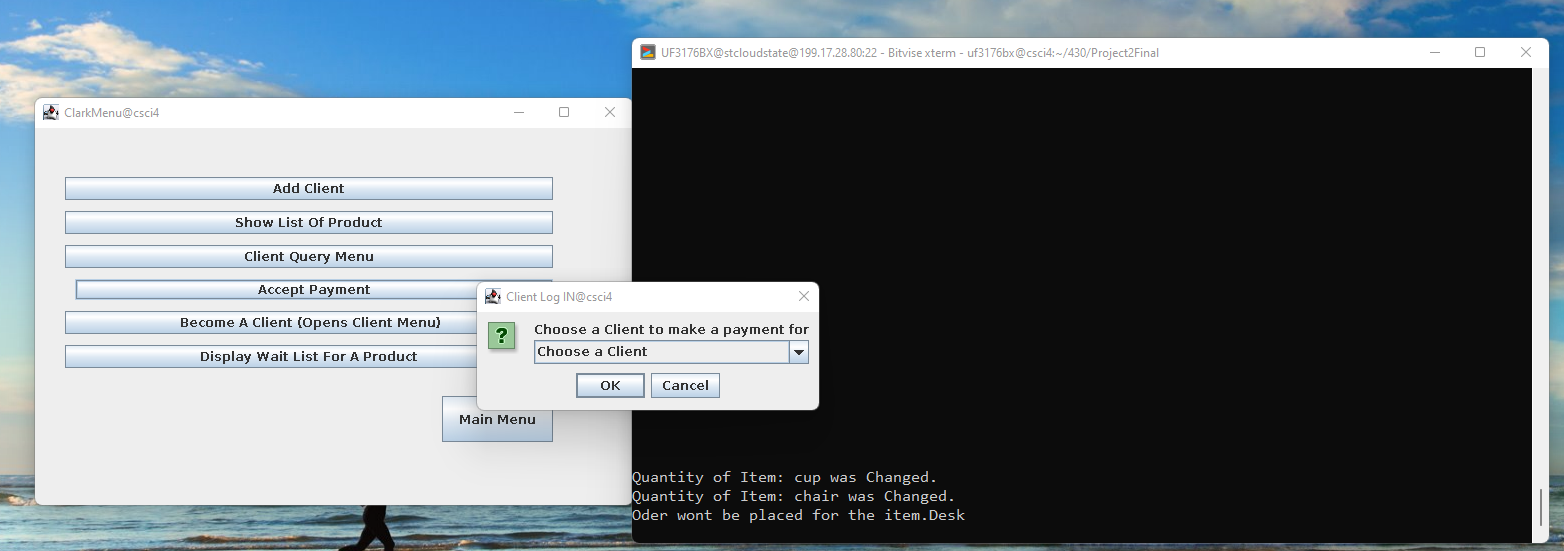 UF3176BX@stcloudstate@199.17.28.80:22 - Bitvise xterm - uf3176bx@csci4:~/430/Project2Final
ClarkMenu@csci4
Add Client
Show List Of Product
Client Query Menu
Accept Payment
Become A Client {Opens Client Menu}
Display Wait List For A Product
Main Menu
Client Log IN@csci4
?
Choose a Client to make a payment for
Choose a Client
OK
Cancel
Quantity of Item: cup was Changed.
Quantity of Item: chair was Changed.
Oder wont be placed for the item.Desk